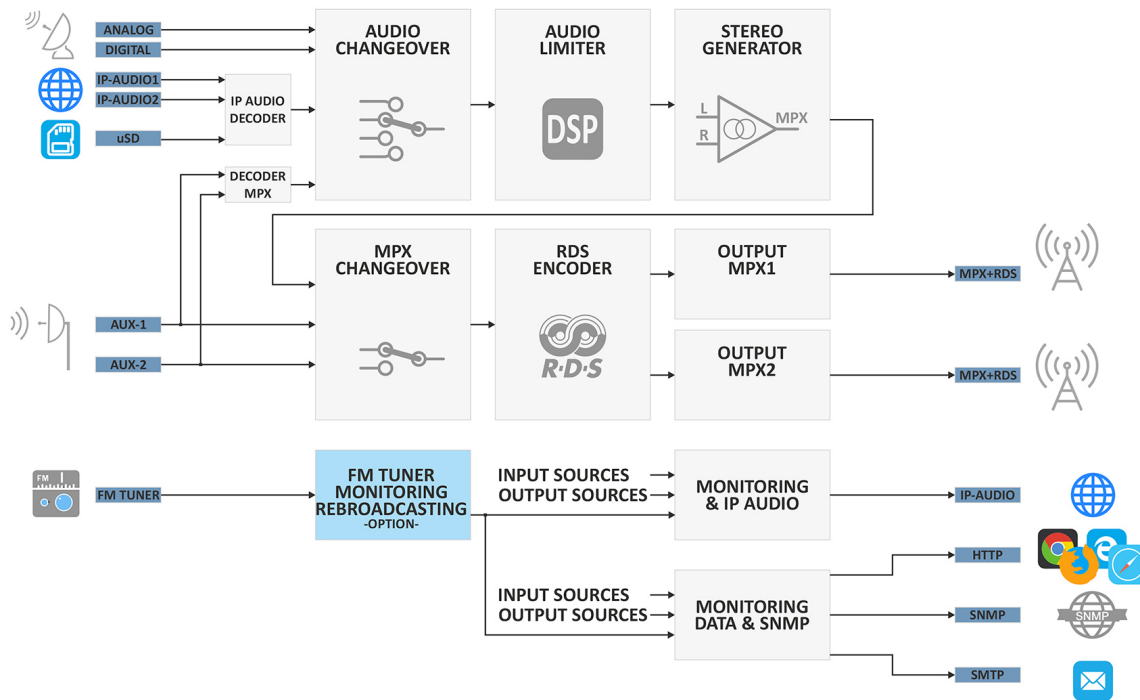 ANALOG
DIGITAL
IP-AUDIO1
IP-AUDIO2
uSD
IP AUDIO
DECODER
DECODER
MPX
AUDIO
CHANGEOVER
AUDIO
LIMITER
DSP
STEREO
GENERATOR
L
R
MPX
AUX-1
AUX-2
MPX
CHANGEOVER
RDS
ENCODER
R·D·S
OUTPUT
MPX1
OUTPUT
MPX2
MPX+RDS
MPX+RDS
FM
FM TUNER
FM TUNER
MONITORING
REBROADCASTING
-OPTION-
INPUT SOURCES
OUTPUT SOURCES
MONITORING
& IP AUDIO
IP-AUDIO
INPUT SOURCES
OUTPUT SOURCES
MONITORING
DATA & SNMP
HTTP
SNMP
SNMP
SMTP